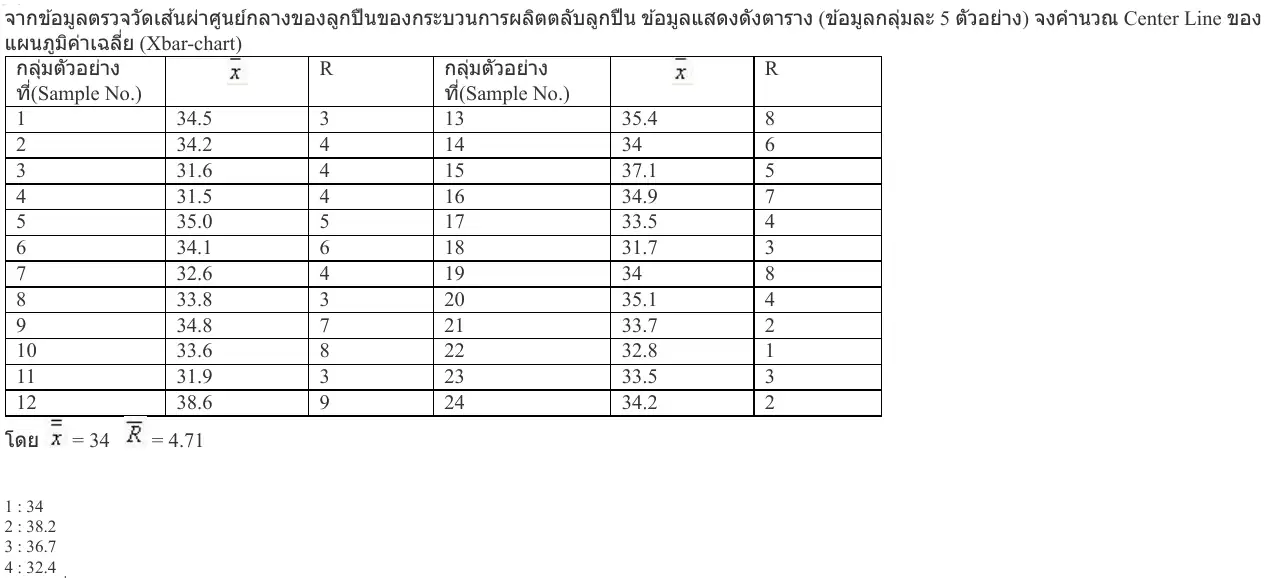 จากข้อมูลตรวจวัดเส้นผ่าศูนย์กลางของลูกปืนของกระบวนการผลิตตลับลูกปืน ข้อมูลแสดงดังตาราง (ข้อมูลกลุ่มละ 5 ตัวอย่าง) จงคำนวณ Center Line ของ
แผนภูมิค่าเฉลี่ย (Xbar-chart)
กลุ่มตัวอย่าง x̄ R กลุ่มตัวอย่าง x̄ R
ที่(Sample No.) ที่(Sample No.)
1 34.5 3 13 35.4 8
2 34.2 4 14 34 6
3 31.6 4 15 37.1 5
4 31.5 4 16 34.9 7
5 35.0 5 17 33.5 4
6 34.1 6 18 31.7 3
7 32.6 4 19 34 8
8 33.8 3 20 35.1 4
9 34.8 7 21 33.7 2
10 33.6 8 22 32.8 1
11 31.9 3 23 33.5 3
12 38.6 9 24 34.2 2
โดย x̿ = 34 R̄ = 4.71
1 : 34
2 : 38.2
3 : 36.7
4 : 32.4